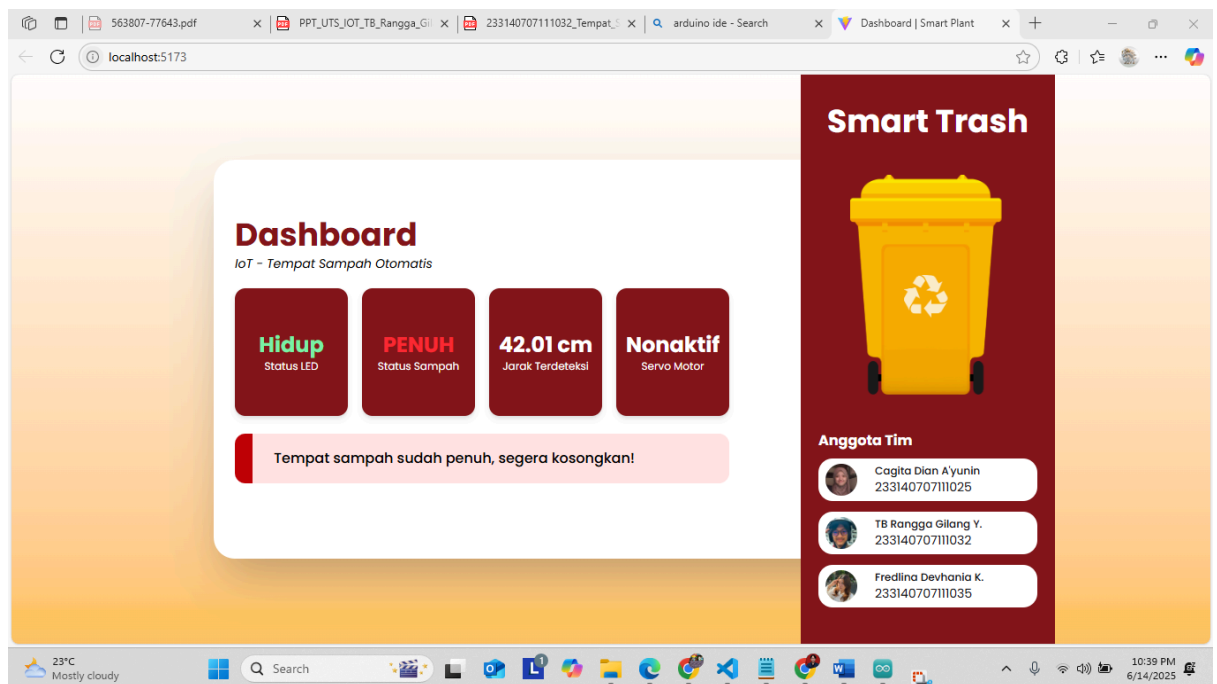 563807-77643.pdf
PPT_UTS_IOT_TB_Rangga_Gil
233140707111032_Tempat_S
arduino ide - Search
Dashboard | Smart Plant
localhost:5173
Smart Trash
Dashboard
IoT - Tempat Sampah Otomatis
Hidup
Status LED
PENUH
Status Sampah
42.01 cm
Jarak Terdeteksi
Nonaktif
Servo Motor
Tempat sampah sudah penuh, segera kosongkan!
Anggota Tim
Cagita Dian A'yunin
233140707111025
TB Rangga Gilang Y.
233140707111032
Fredlina Devhania K.
233140707111035
23°C
Mostly cloudy
Search
10:39 PM
6/14/2025